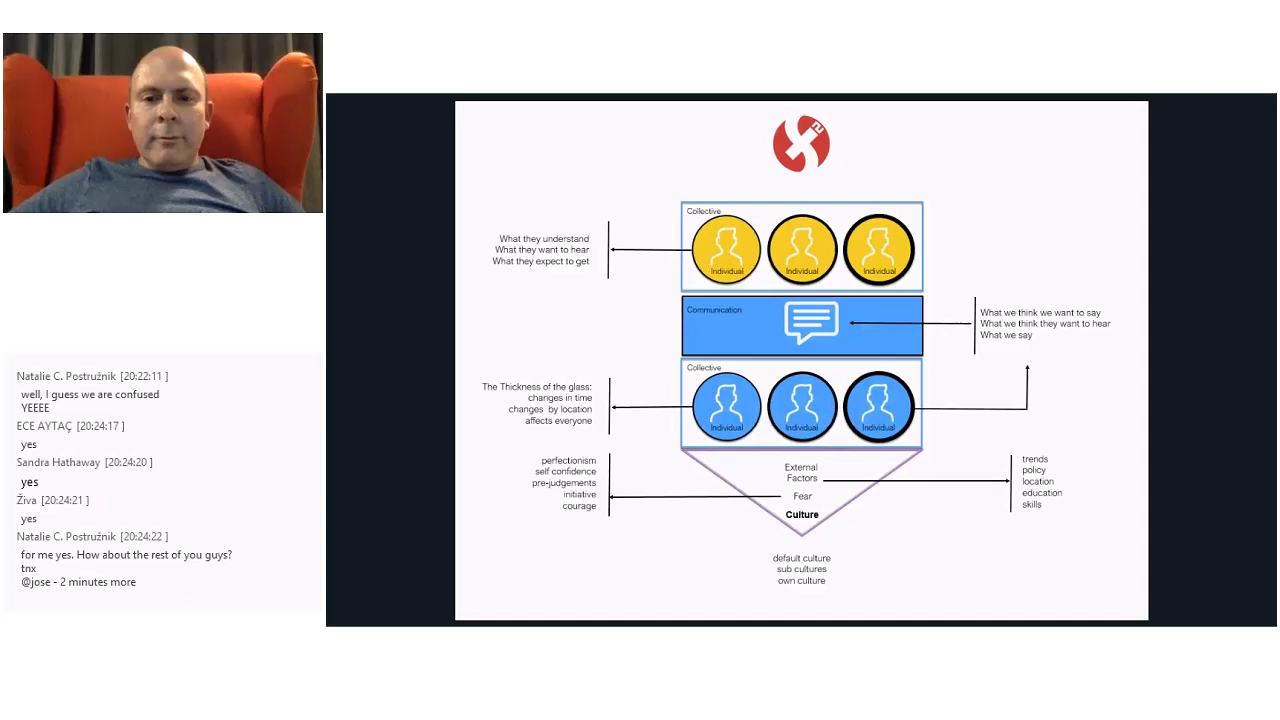 Natalie C. Postružnik [20:22:11 ]
well, I guess we are confused
YEEEE
ECE AYTAÇ [20:24:17 ]
yes
Sandra Hathaway [20:24:20 ]
yes
Živa [20:24:21 ]
yes
Natalie C. Postružnik [20:24:22 ]
for me yes. How about the rest of you guys?
tnx
@jose - 2 minutes more
2
Collective
Individual
Individual
Individual
What they understand
What they want to hear
What they expect to get
Communication
What we think we want to say
What we think they want to hear
What we say
Collective
Individual
Individual
Individual
The Thickness of the glass:
changes in time
changes by location
affects everyone
perfectionism
self confidence
pre-judgements
initiative
courage
External
Factors
Fear
Culture
trends
policy
location
education
skills
default culture
sub cultures
own culture